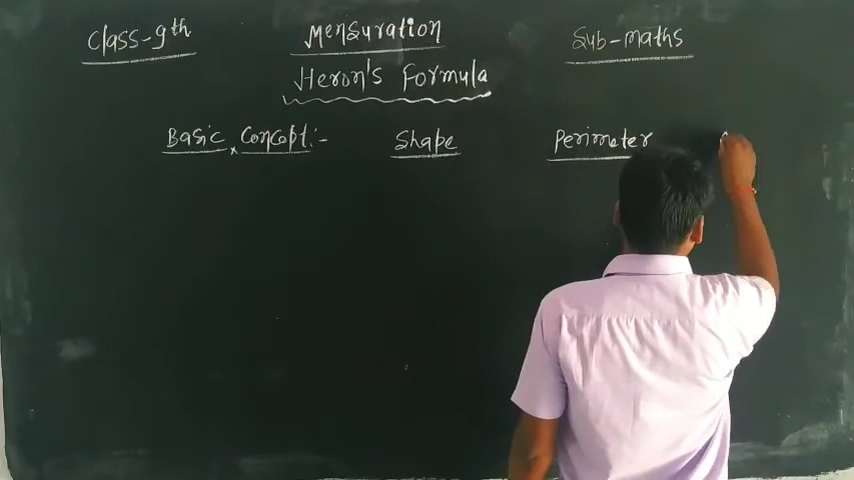 Class-9th Mensuration Sub-maths
Heron's Formula
Basic Concept:- Shape Perimeter